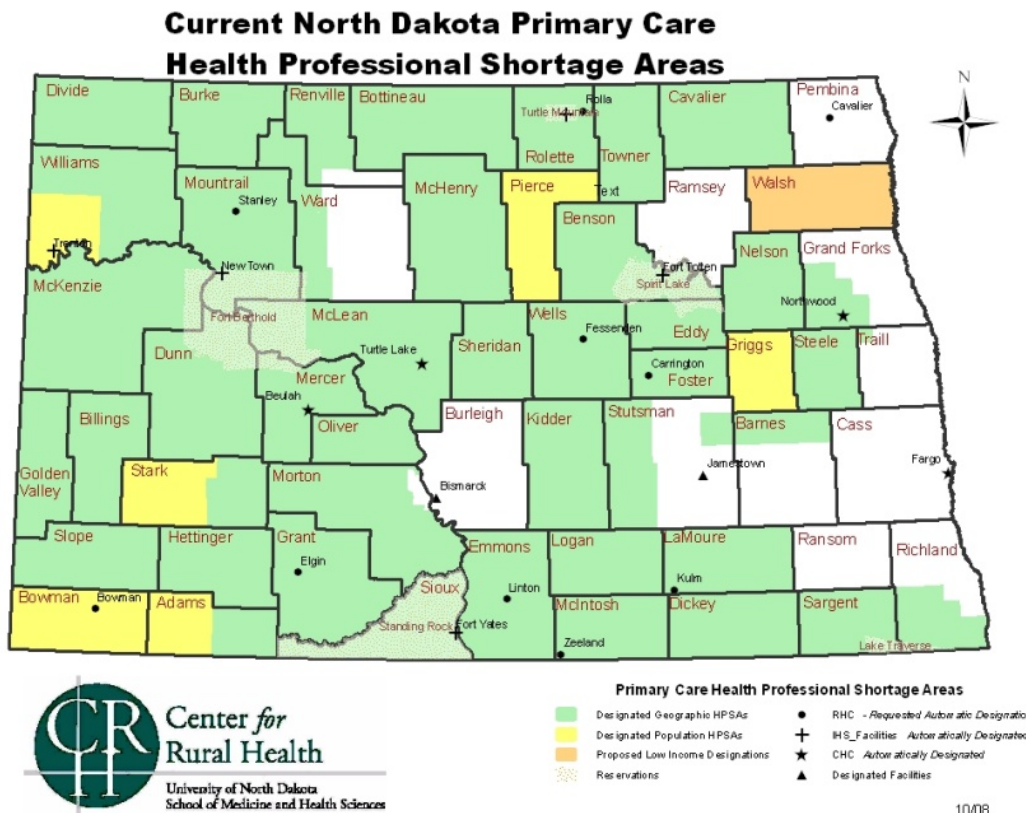 Current North Dakota Primary Care
Health Professional Shortage Areas
N
Divide
Burke
Renville
Bottineau
Rolla
Turtle Mountain
Rolette
Towner
Cavalier
Pembina
Cavalier
Williams
Mountrail
Stanley
Ward
McHenry
Pierce
Text
Benson
Ramsey
Walsh
Trenton
New Town
Fort Totten
Spirit Lake
Nelson
Grand Forks
McKenzie
Fort Berthold
McLean
Wells
Fessenden
Eddy
Northwood
Dunn
Turtle Lake
Sheridan
Griggs
Steele
Traill
Mercer
Beulah
Carrington
Foster
Billings
Oliver
Burleigh
Kidder
Stutsman
Barnes
Cass
Golden
Valley
Stark
Morton
Bismarck
Jamestown
Fargo
Slope
Hettinger
Grant
Elgin
Emmons
Logan
LaMoure
Ransom
Richland
Bowman
Bowman
Adams
Sioux
Linton
Kulm
Standing Rock
Fort Yates
McIntosh
Zeeland
Dickey
Sargent
Lake Traverse
CRH
Center for
Rural Health
University of North Dakota
School of Medicine and Health Sciences
Primary Care Health Professional Shortage Areas
Designated Geographic HPSAs
Designated Population HPSAs
Proposed Low Income Designations
Reservations
RHC - Requested Automatic Designatio
IHS_Facilities Automatically Designated
CHC Automatically Designated
Designated Facilities
10/08